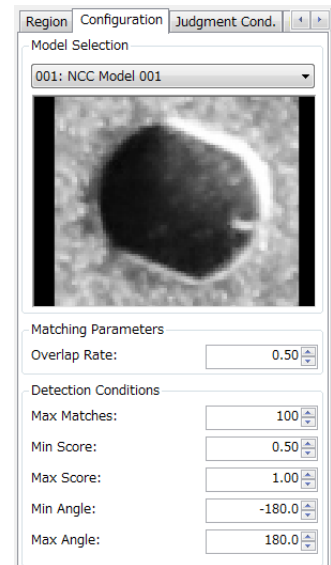 Region Configuration Judgment Cond.
Model Selection
001: NCC Model 001
Matching Parameters
Overlap Rate: 0.50
Detection Conditions
Max Matches: 100
Min Score: 0.50
Max Score: 1.00
Min Angle: -180.0
Max Angle: 180.0